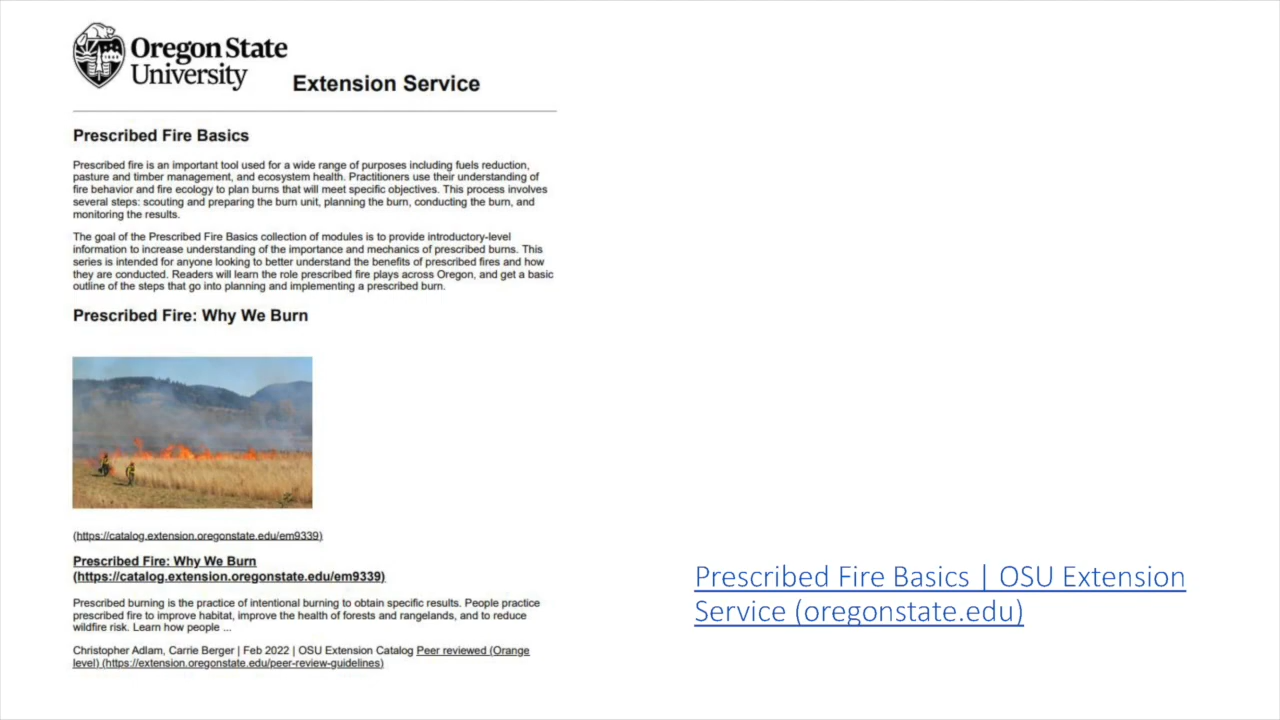 Oregon State
University
Extension Service
Prescribed Fire Basics
Prescribed fire is an important tool used for a wide range of purposes including fuels reduction,
pasture and timber management, and ecosystem health. Practitioners use their understanding of
fire behavior and fire ecology to plan burns that will meet specific objectives. This process involves
several steps: scouting and preparing the burn unit, planning the burn, conducting the burn, and
monitoring the results.
The goal of the Prescribed Fire Basics collection of modules is to provide introductory-level
information to increase understanding of the importance and mechanics of prescribed burns. This
series is intended for anyone looking to better understand the benefits of prescribed fires and how
they are conducted. Readers will learn the role prescribed fire plays across Oregon, and get a basic
outline of the steps that go into planning and implementing a prescribed burn.
Prescribed Fire: Why We Burn
(https://catalog.extension.oregonstate.edu/em9339)
Prescribed Fire: Why We Burn
(https://catalog.extension.oregonstate.edu/em9339)
Prescribed burning is the practice of intentional burning to obtain specific results. People practice
prescribed fire to improve habitat, improve the health of forests and rangelands, and to reduce
wildfire risk. Learn how people ...
Christopher Adlam, Carrie Berger | Feb 2022 | OSU Extension Catalog Peer reviewed (Orange
level) (https://extension.oregonstate.edu/peer-review-guidelines)
Prescribed Fire Basics | OSU Extension
Service (oregonstate.edu)